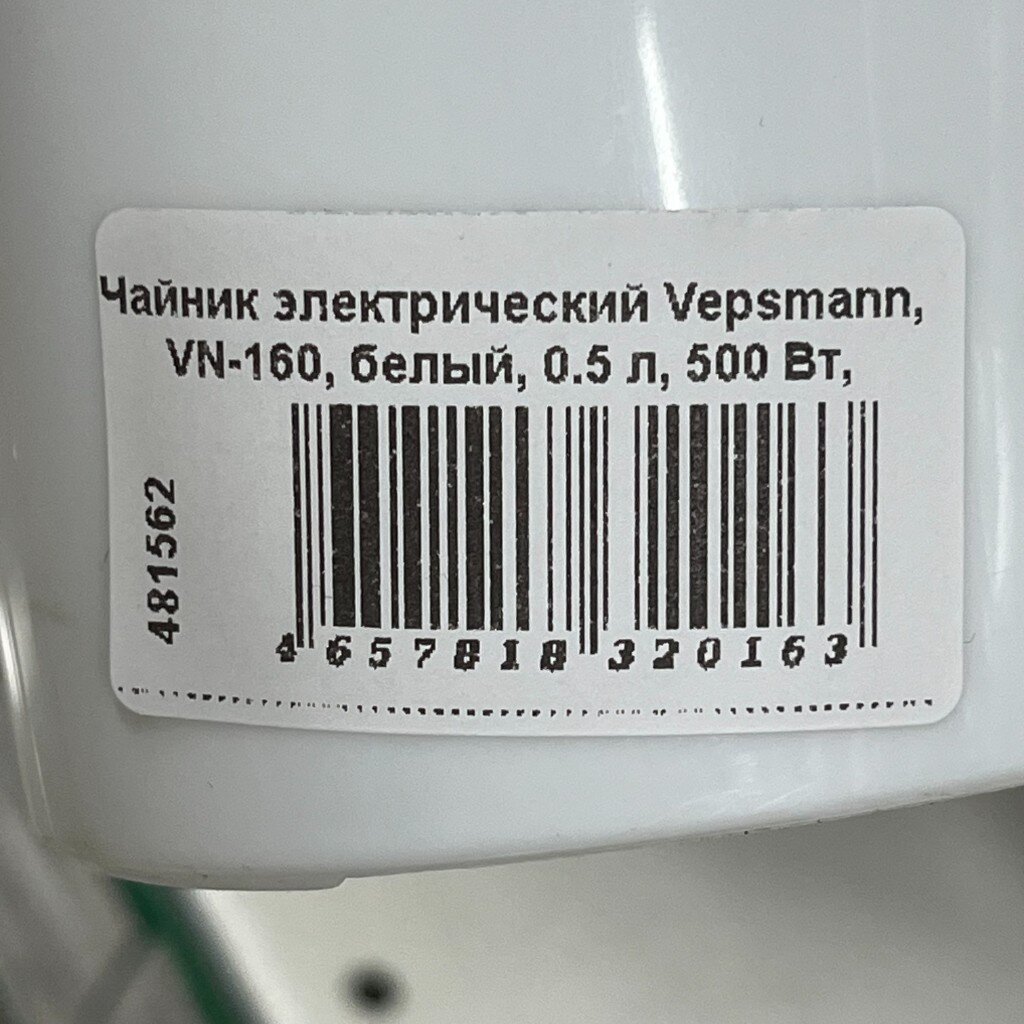 Чайник электрический Vepsmann,
VN-160, белый, 0.5 л, 500 Вт,
481562
4 657818 320163